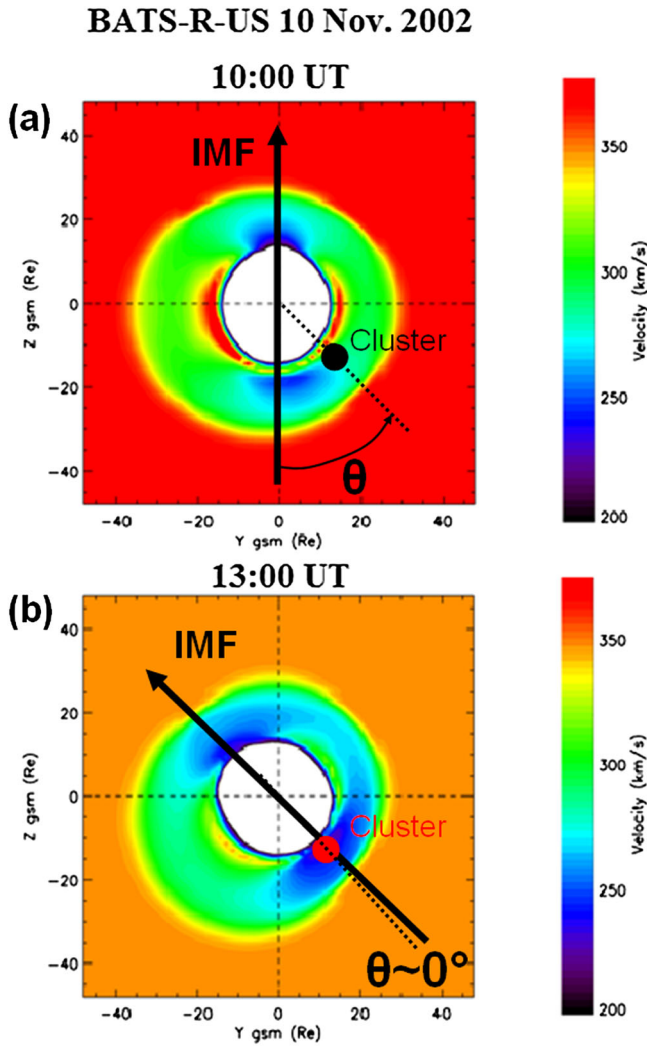 BATS-R-US 10 Nov. 2002
10:00 UT
(a)
IMF
Cluster
θ
40
20
0
-20
-40
Z gsm (Re)
-40 -20 0 20 40
Y gsm (Re)
350
300
250
200
Velocity (km/s)
13:00 UT
(b)
IMF
Cluster
θ~0°
40
20
0
-20
-40
Z gsm (Re)
-40 -20 0 20 40
Y gsm (Re)
350
300
250
200
Velocity (km/s)